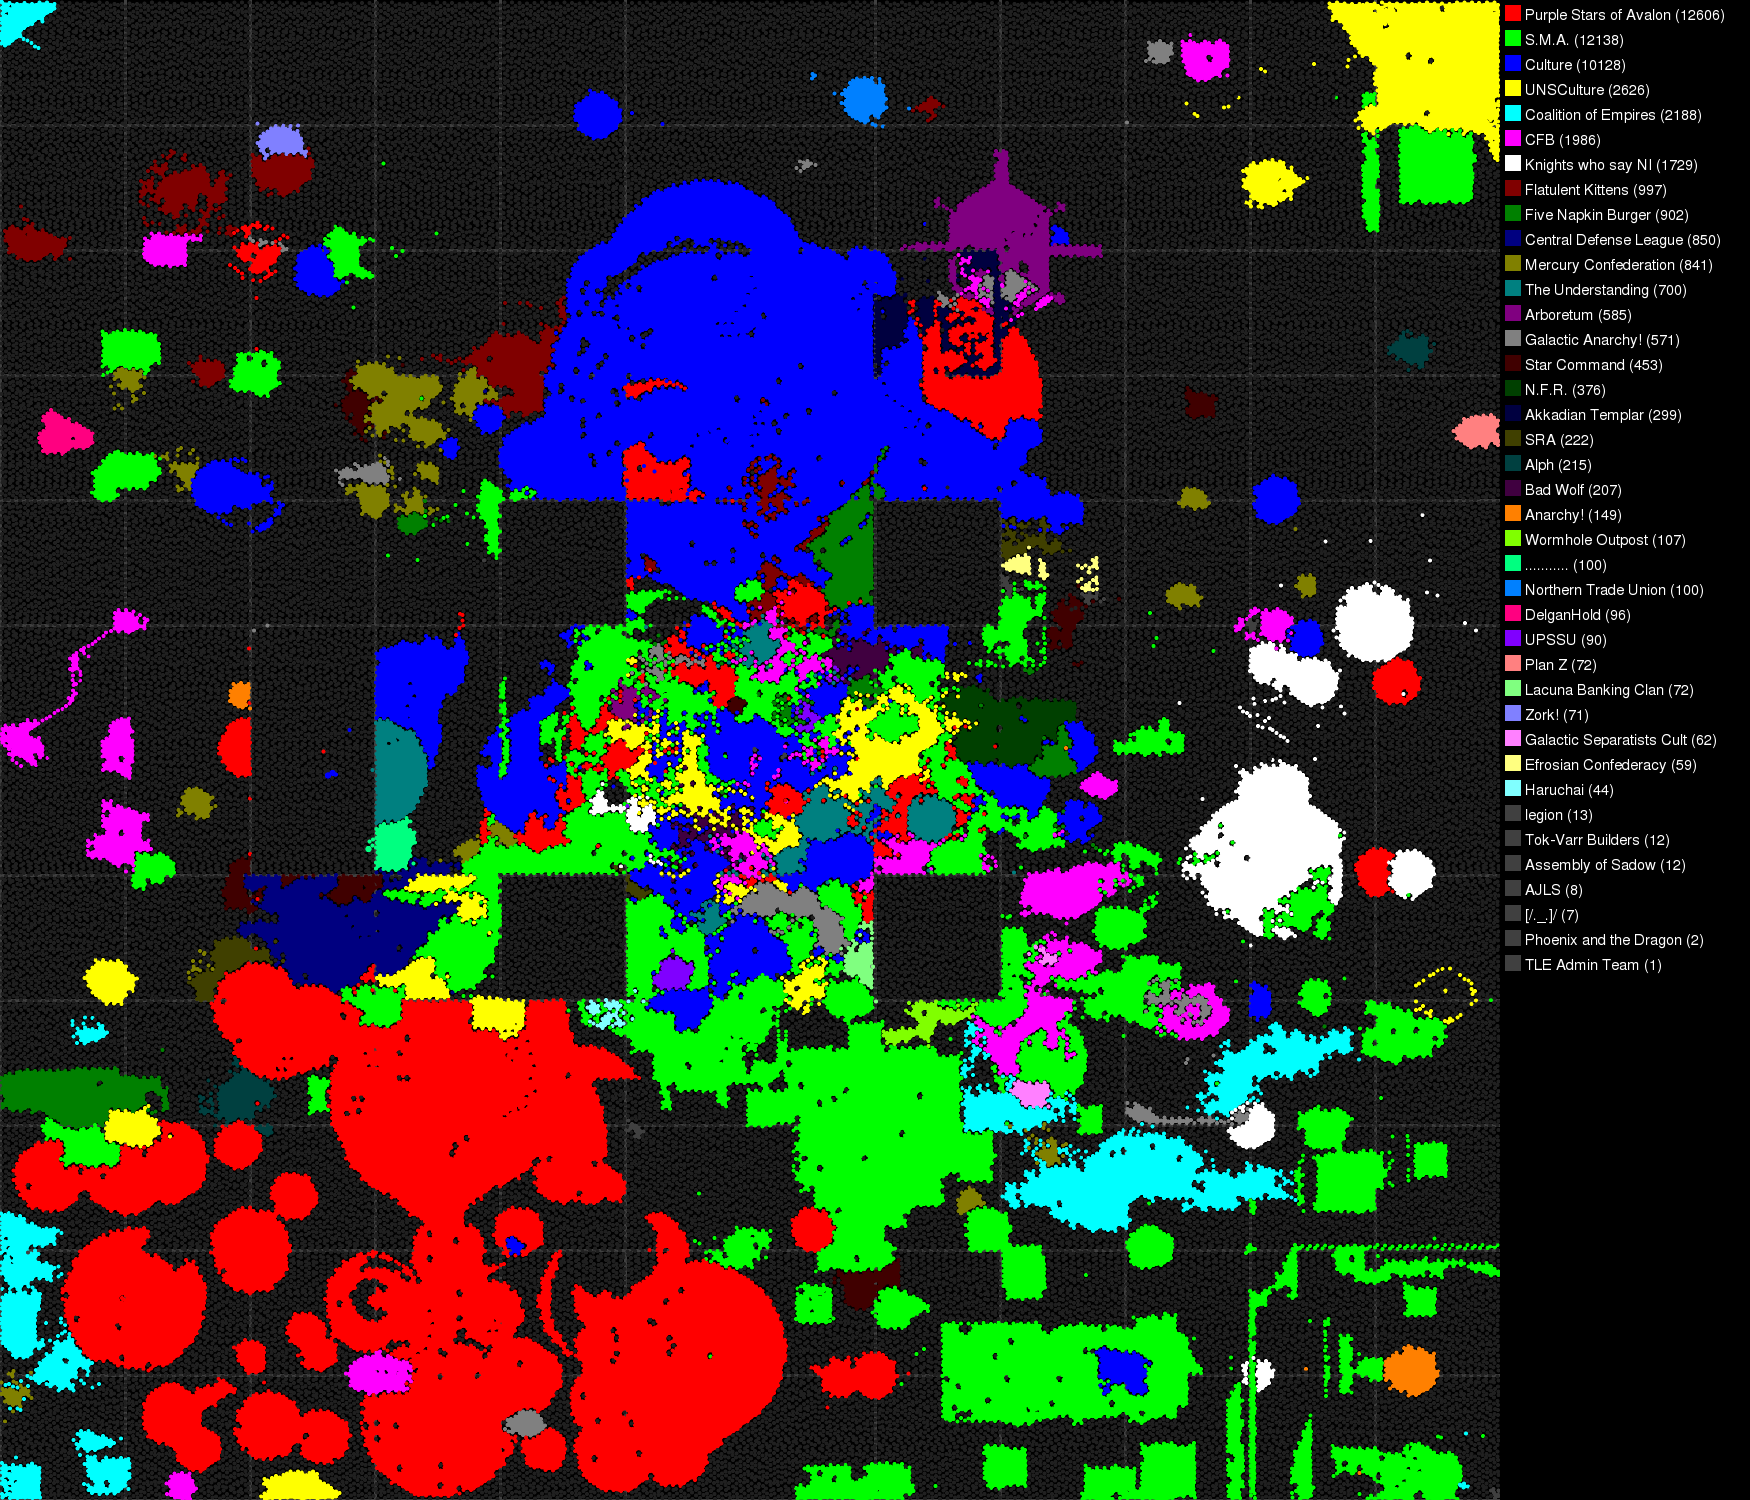 Purple Stars of Avalon (12606)
S.M.A. (12138)
Culture (10128)
UNSCulture (2626)
Coalition of Empires (2188)
CFB (1986)
Knights who say NI (1729)
Flatulent Kittens (997)
Five Napkin Burger (902)
Central Defense League (850)
Mercury Confederation (841)
The Understanding (700)
Arboretum (585)
Galactic Anarchy! (571)
Star Command (453)
N.F.R. (376)
Akkadian Templar (299)
SRA (222)
Alph (215)
Bad Wolf (207)
Anarchy! (149)
Wormhole Outpost (107)
........... (100)
Northern Trade Union (100)
DelganHold (96)
UPSSU (90)
Plan Z (72)
Lacuna Banking Clan (72)
Zork! (71)
Galactic Separatists Cult (62)
Efrosian Confederacy (59)
Haruchai (44)
legion (13)
Tok-Varr Builders (12)
Assembly of Sadow (12)
AJLS (8)
[/._.]/ (7)
Phoenix and the Dragon (2)
TLE Admin Team (1)